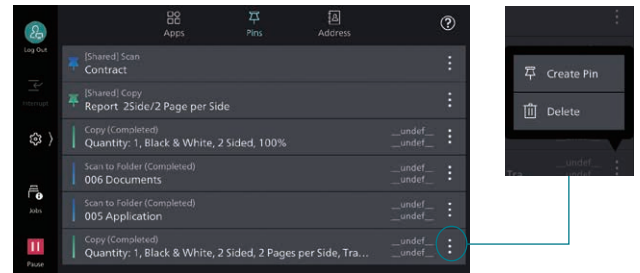 Apps
Pins
Address
?
Log Out
[Shared] Scan
Contract
Interrupt
[Shared] Copy
Report 2Side/2 Page per Side
Copy (Completed)
Quantity: 1, Black & White, 2 Sided, 100%
__undef__
__undef__
Scan to Folder (Completed)
006 Documents
__undef__
__undef__
Jobs
Scan to Folder (Completed)
005 Application
__undef__
__undef__
Pause
Copy (Completed)
Quantity: 1, Black & White, 2 Sided, 2 Pages per Side, Tra...
__undef__
__undef__
Create Pin
Delete
__undef__
Tra... __undef__